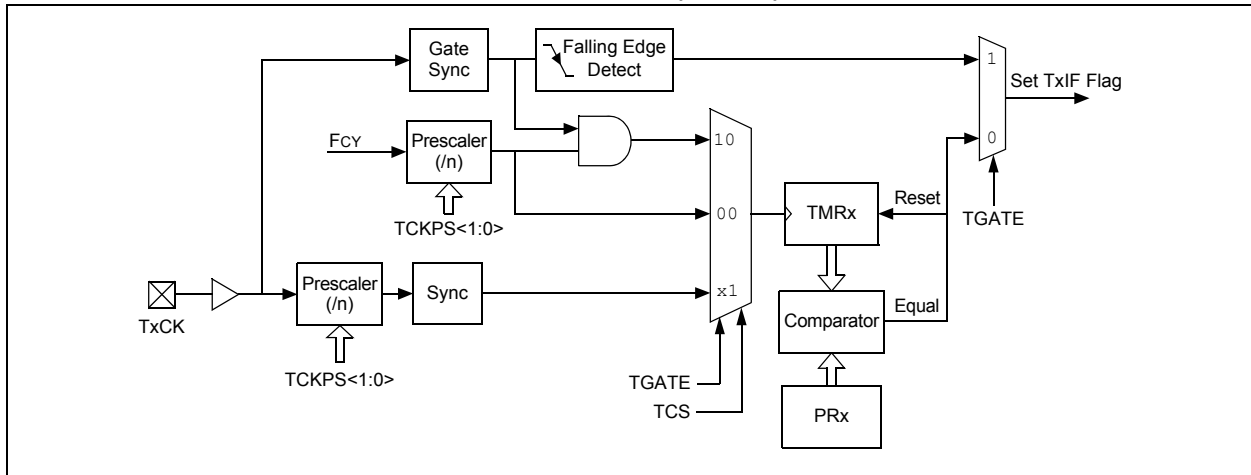 Gate
Sync
Falling Edge
Detect
1
Set TxIF Flag
0
FCY
Prescaler
(/n)
10
TCKPS<1:0>
00
TMRx
Reset
TGATE
TxCK
Prescaler
(/n)
Sync
x1
Comparator
Equal
TCKPS<1:0>
TGATE
TCS
PRx